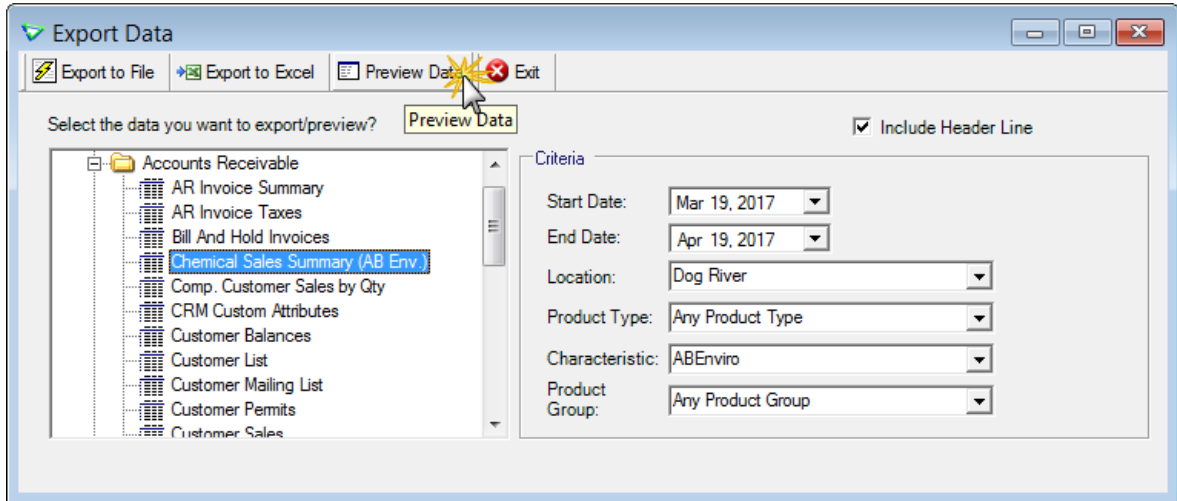 Export Data
Export to File Export to Excel Preview Data Exit
Preview Data
Select the data you want to export/preview?
Include Header Line
Accounts Receivable
AR Invoice Summary
AR Invoice Taxes
Bill And Hold Invoices
Chemical Sales Summary (AB Env.)
Comp. Customer Sales by Qty
CRM Custom Attributes
Customer Balances
Customer List
Customer Mailing List
Customer Permits
Customer Sales
Criteria
Start Date: Mar 19, 2017
End Date: Apr 19, 2017
Location: Dog River
Product Type: Any Product Type
Characteristic: ABEnviro
Product
Group: Any Product Group